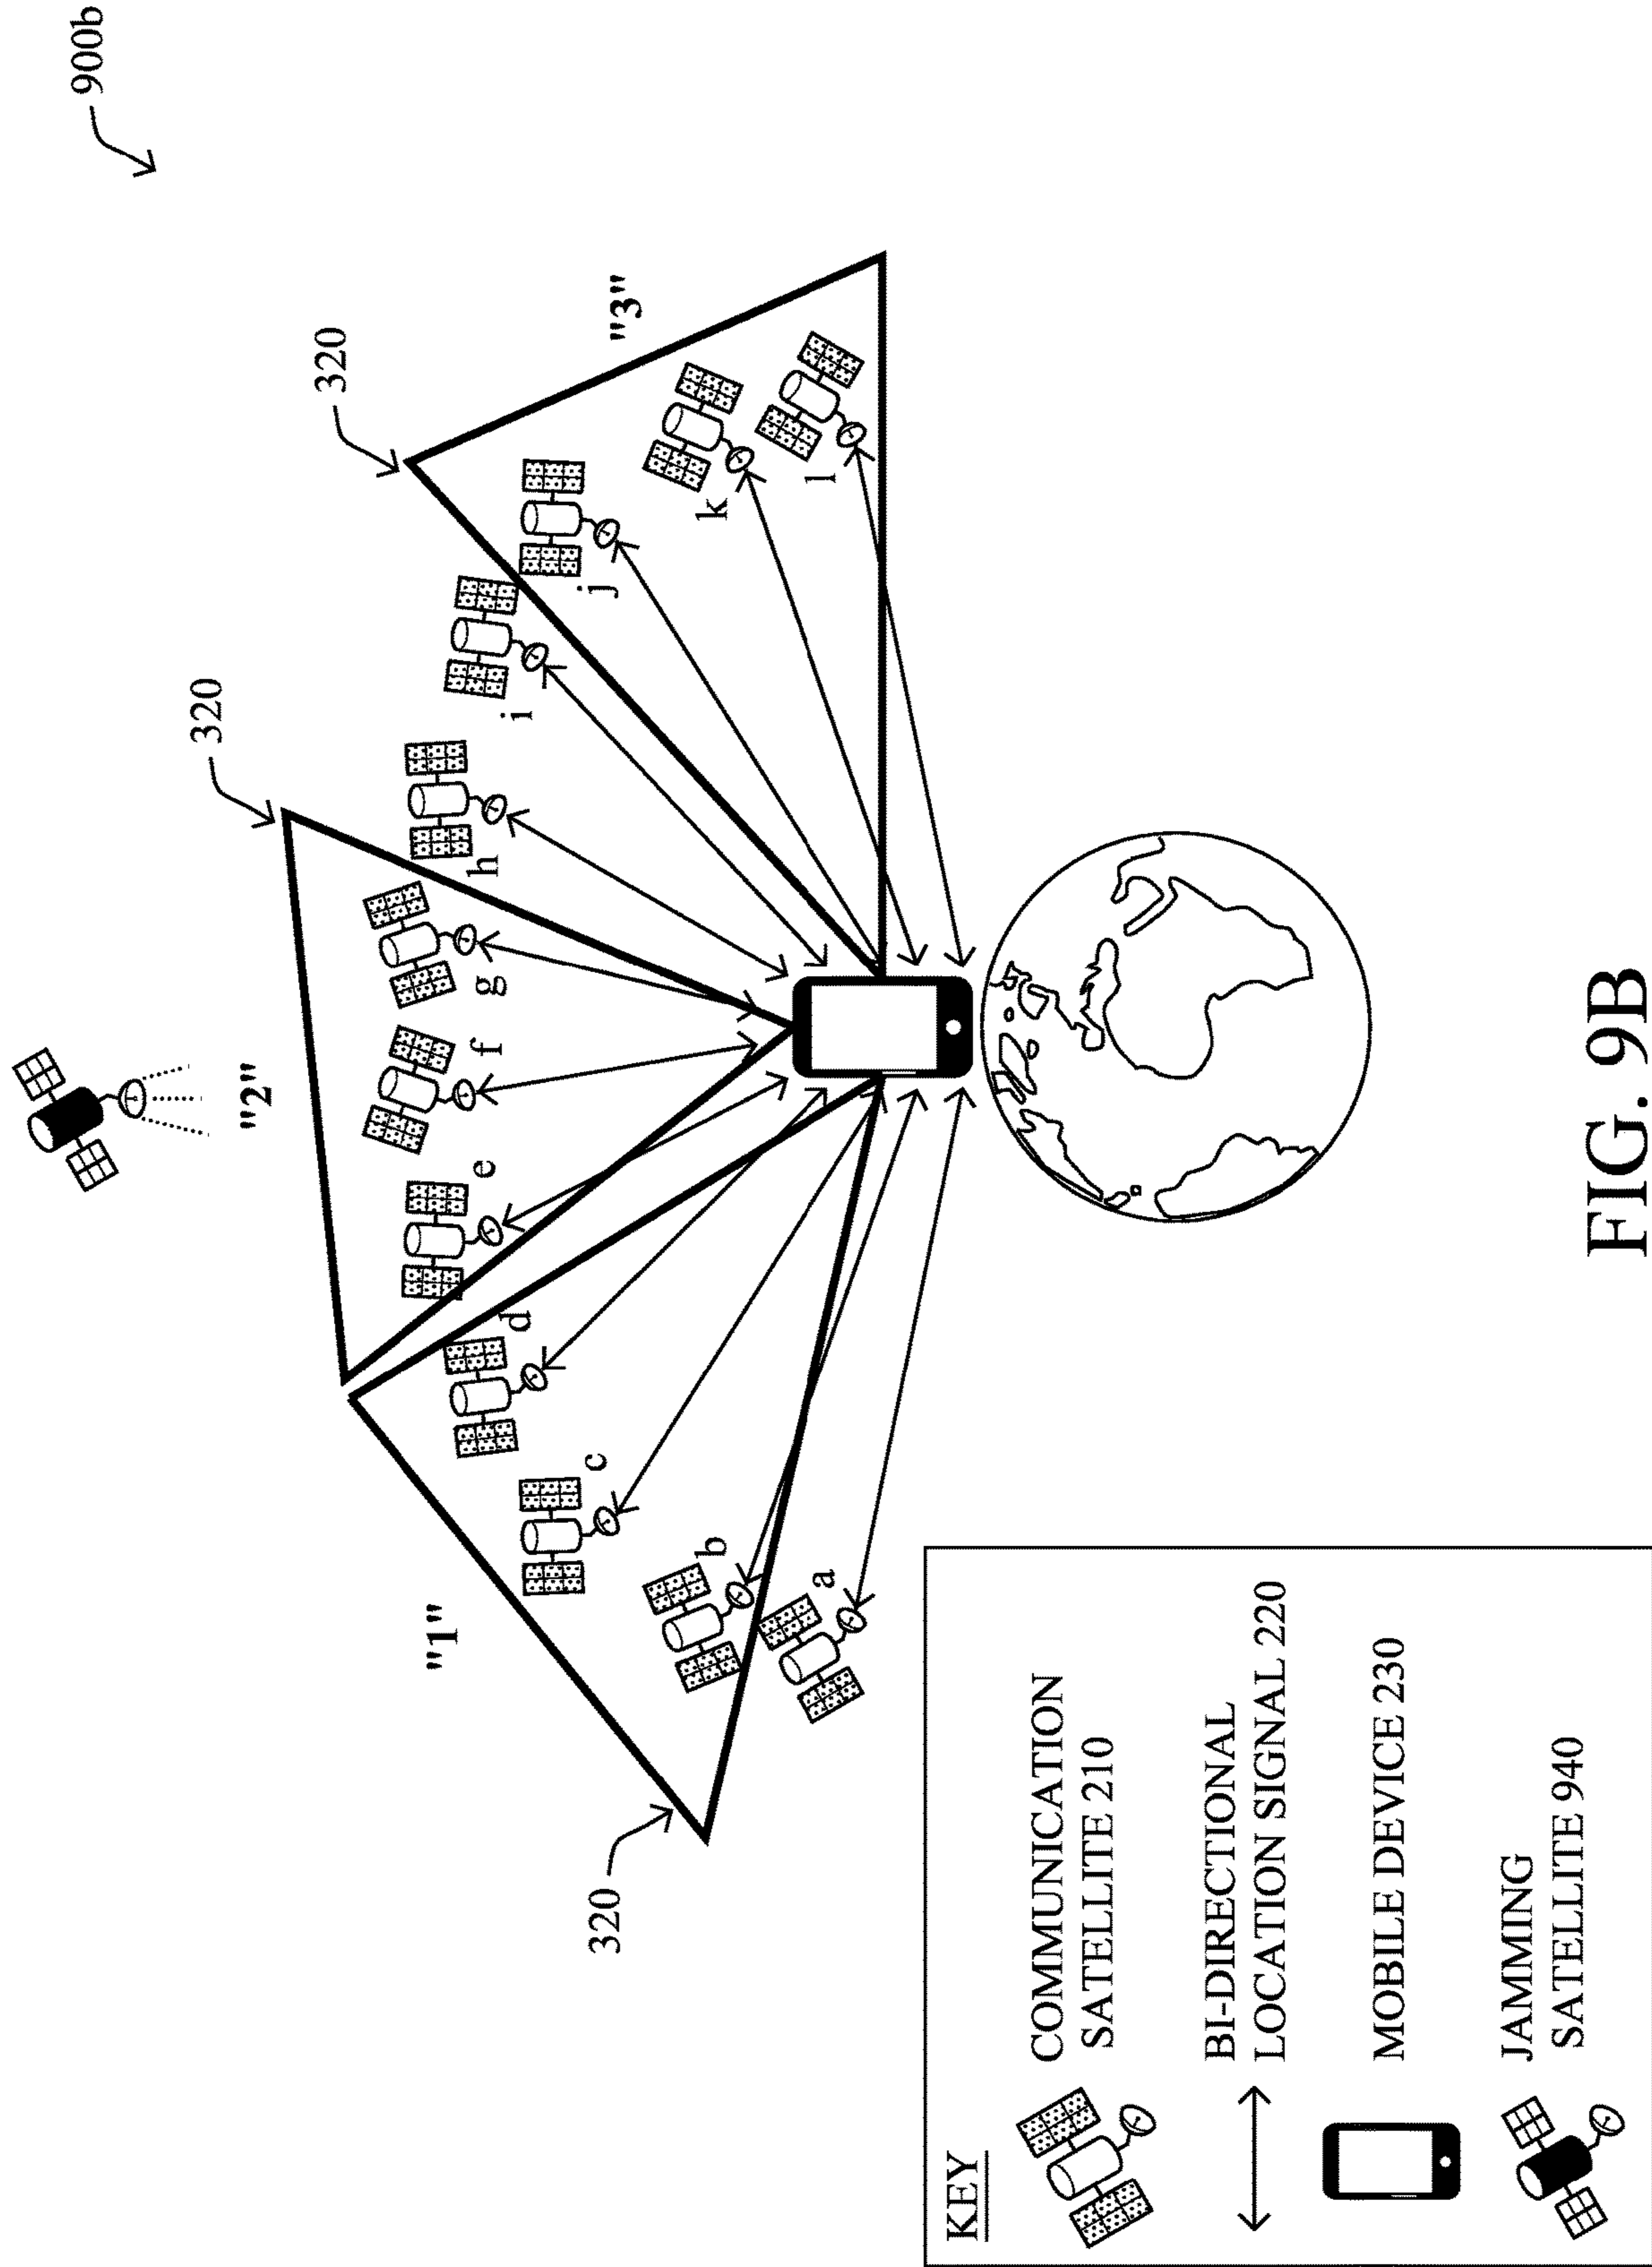 900b
320
320
320
"1"
"2"
"3"
a
b
c
d
e
f
g
h
i
j
k
l
KEY
COMMUNICATION
SATELLITE 210
BI-DIRECTIONAL
LOCATION SIGNAL 220
MOBILE DEVICE 230
JAMMING
SATELLITE 940
FIG. 9B